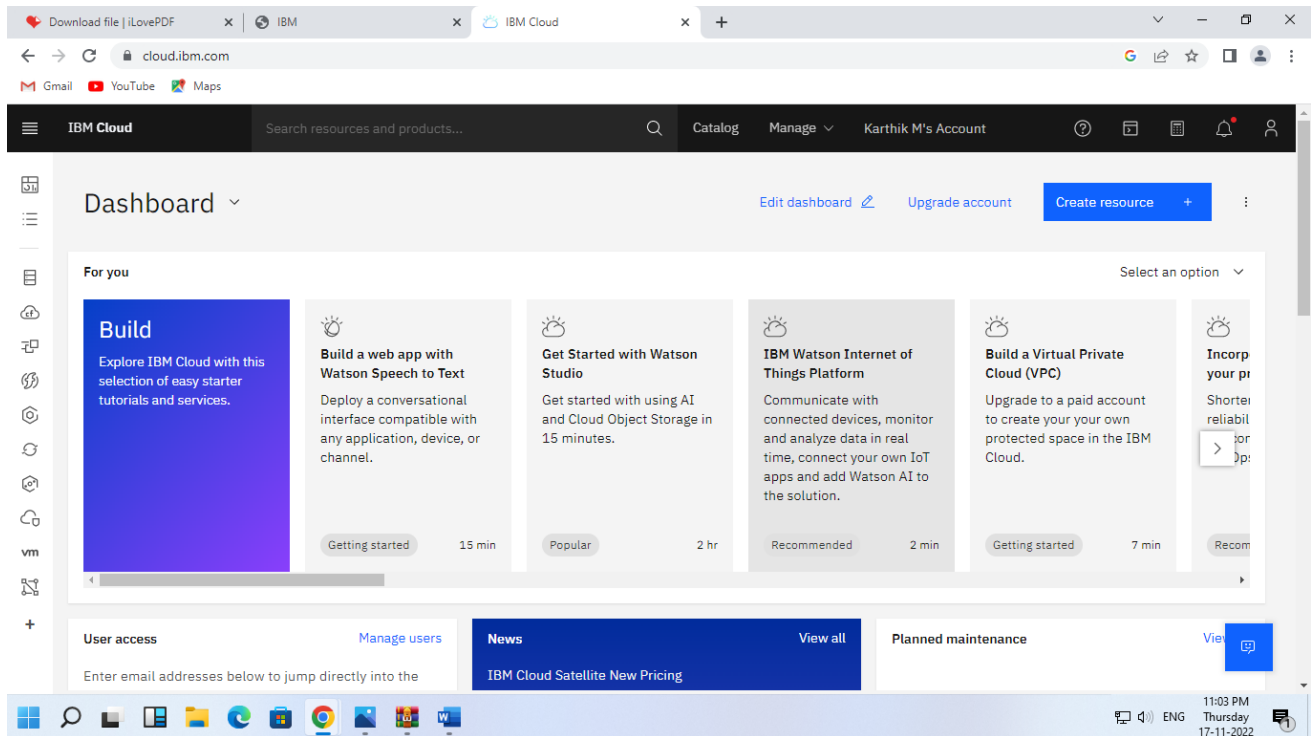 Download file | iLovePDF
IBM
IBM Cloud
cloud.ibm.com
Gmail
YouTube
Maps
IBM Cloud
Search resources and products...
Catalog
Manage
Karthik M's Account
Dashboard
Edit dashboard
Upgrade account
Create resource +
For you
Select an option
Build
Explore IBM Cloud with this
selection of easy starter
tutorials and services.
Build a web app with
Watson Speech to Text
Deploy a conversational
interface compatible with
any application, device, or
channel.
Getting started
15 min
Get Started with Watson
Studio
Get started with using AI
and Cloud Object Storage in
15 minutes.
Popular
2 hr
IBM Watson Internet of
Things Platform
Communicate with
connected devices, monitor
and analyze data in real
time, connect your own IoT
apps and add Watson AI to
the solution.
Recommended
2 min
Build a Virtual Private
Cloud (VPC)
Upgrade to a paid account
to create your your own
protected space in the IBM
Cloud.
Getting started
7 min
Incorp
your pr
Shorter
reliabil
Recom
vm
User access
Manage users
Enter email addresses below to jump directly into the
News
View all
IBM Cloud Satellite New Pricing
Planned maintenance
ENG
11:03 PM
Thursday
17-11-2022
1